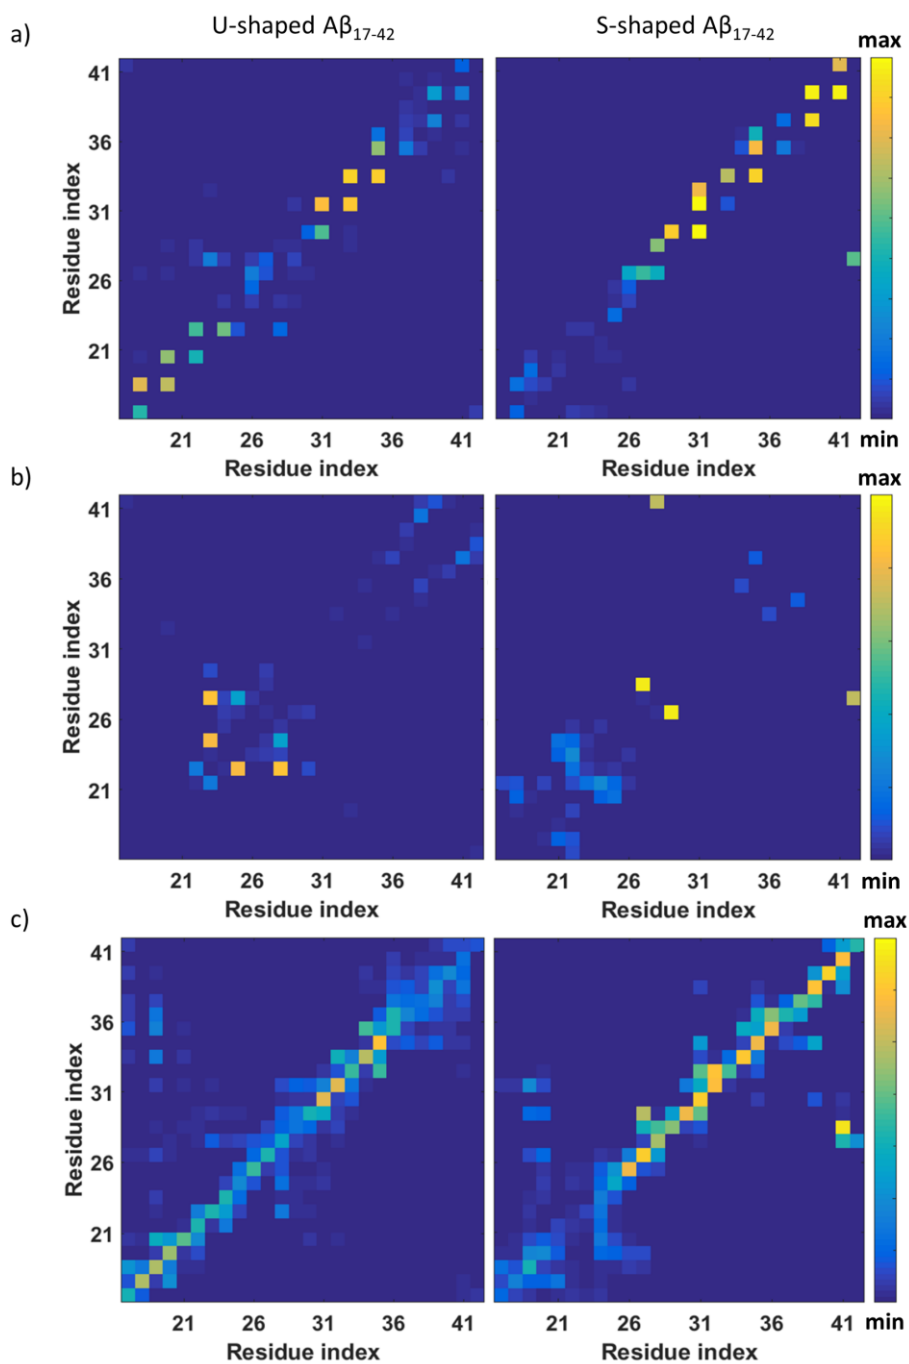 U-shaped Aβ17-42 S-shaped Aβ17-42
a) max
41
36
31
26
21
Residue index
21 26 31 36 41 21 26 31 36 41 min
Residue index Residue index
b) max
41
36
31
26
21
Residue index
21 26 31 36 41 21 26 31 36 41 min
Residue index Residue index
c) max
41
36
31
26
21
Residue index
21 26 31 36 41 21 26 31 36 41 min
Residue index Residue index